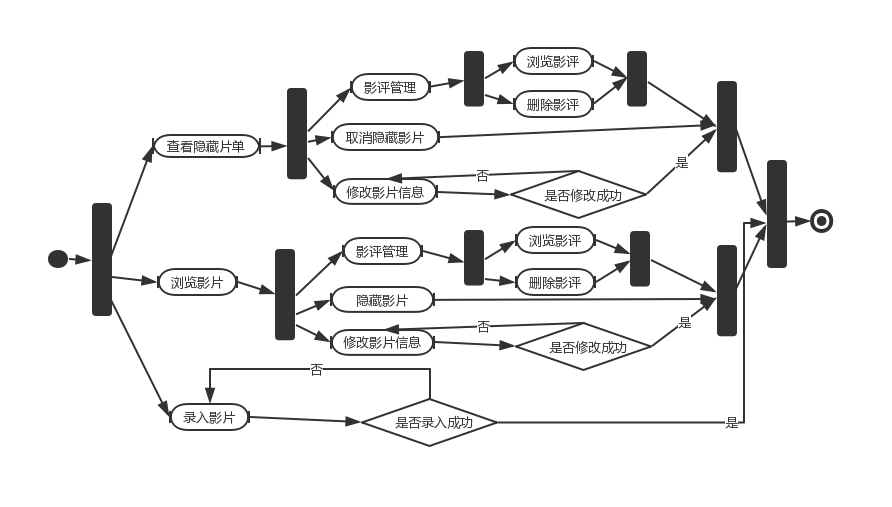 浏览影评
影评管理
删除影评
取消隐藏影片
查看隐藏片单
否
是
修改影片信息
是否修改成功
浏览影评
影评管理
浏览影片
删除影评
隐藏影片
否
是
修改影片信息
是否修改成功
否
录入影片
是否录入成功
是